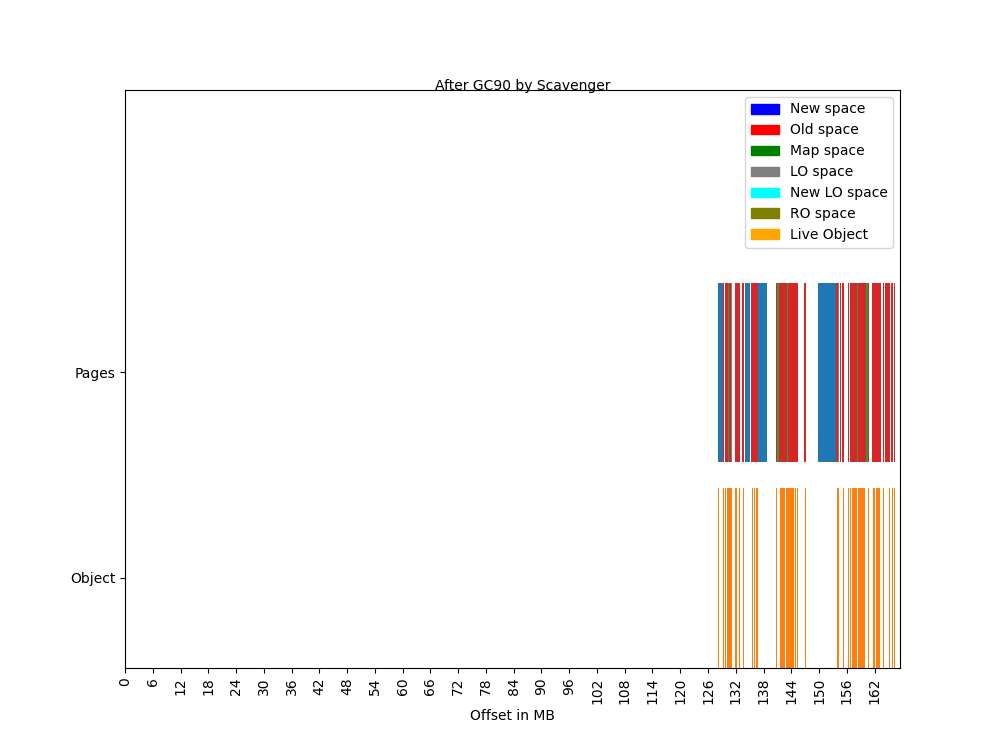 After GC90 by Scavenger
New space
Old space
Map space
LO space
New LO space
RO space
Live Object
Pages
Object
0 6 12 18 24 30 36 42 48 54 60 66 72 78 84 90 96 102 108 114 120 126 132 138 144 150 156 162
Offset in MB